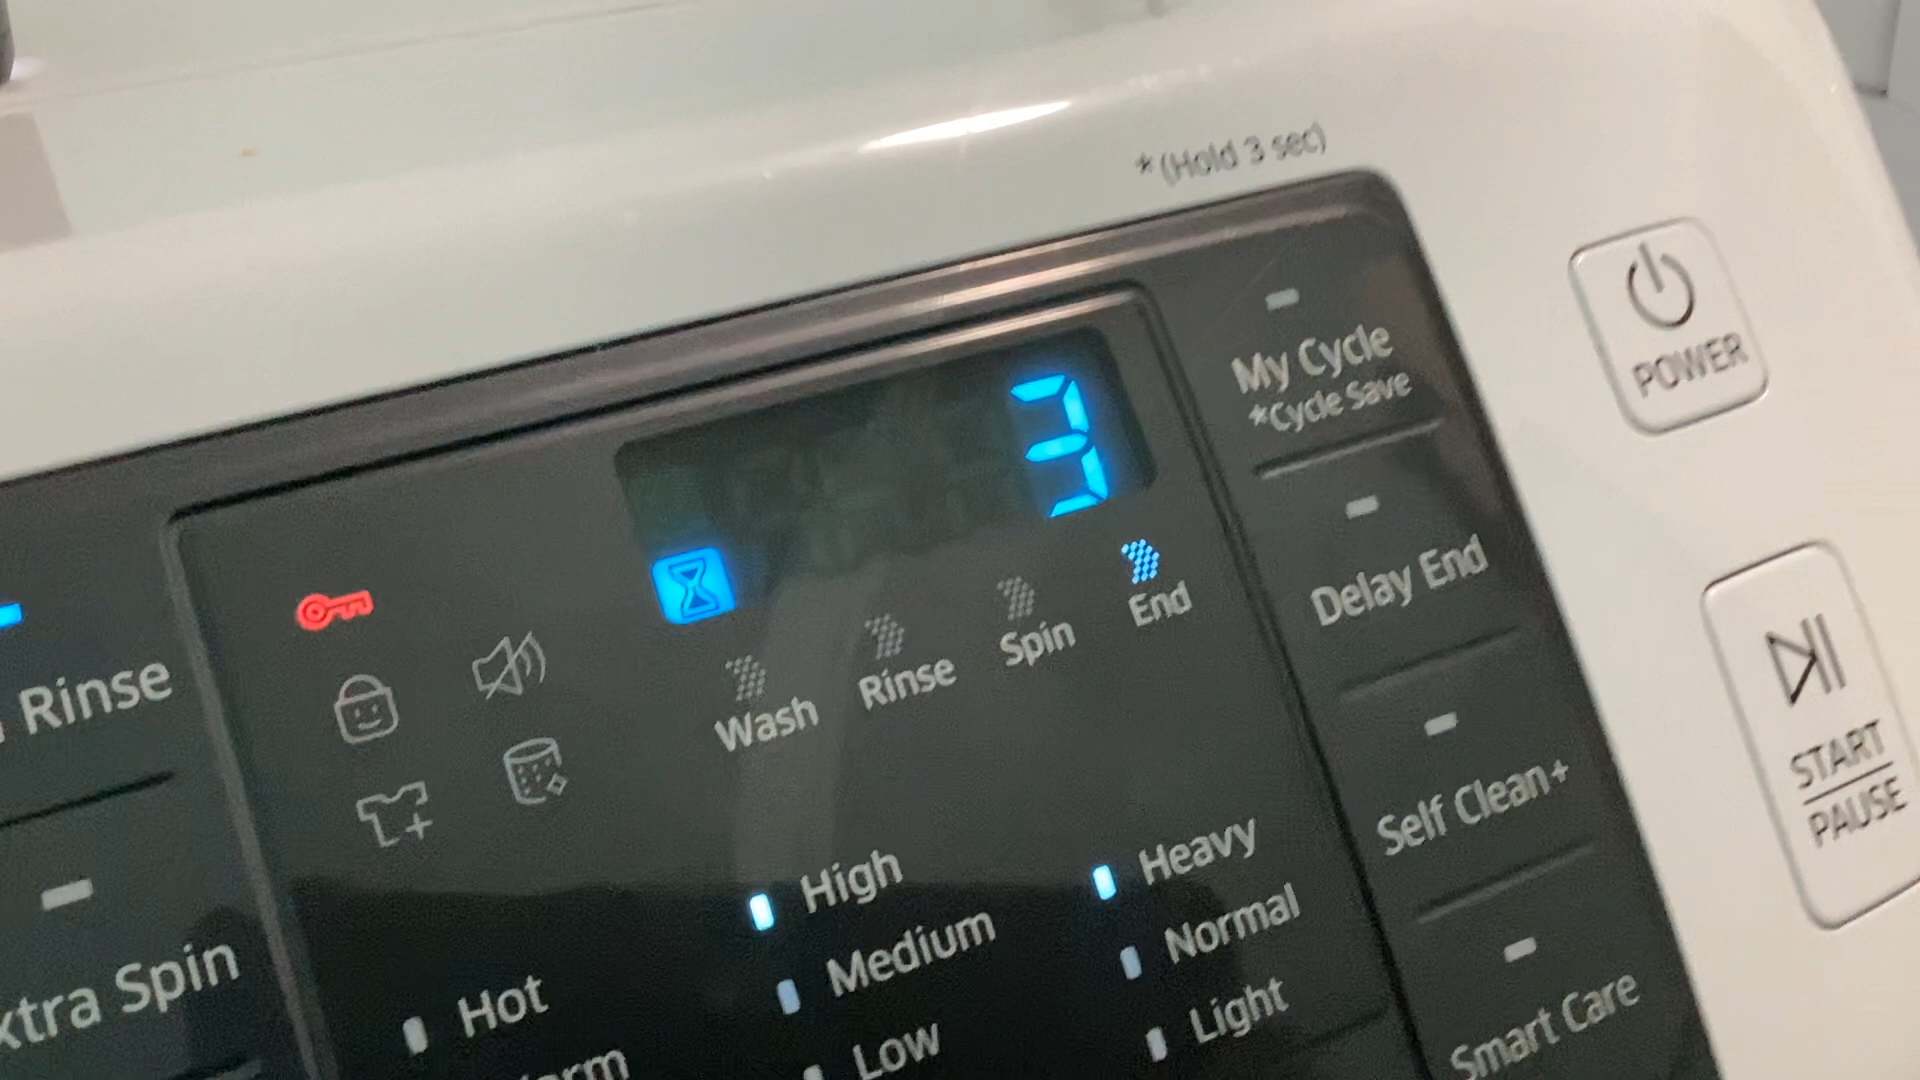 *(Hold 3 sec)
POWER
My Cycle
*Cycle Save
3
Delay End
End
Spin
Rinse
Wash
Rinse
START
PAUSE
Self Clean+
High
Heavy
Medium
Normal
Hot
Spin
Low
Light
Smart Care